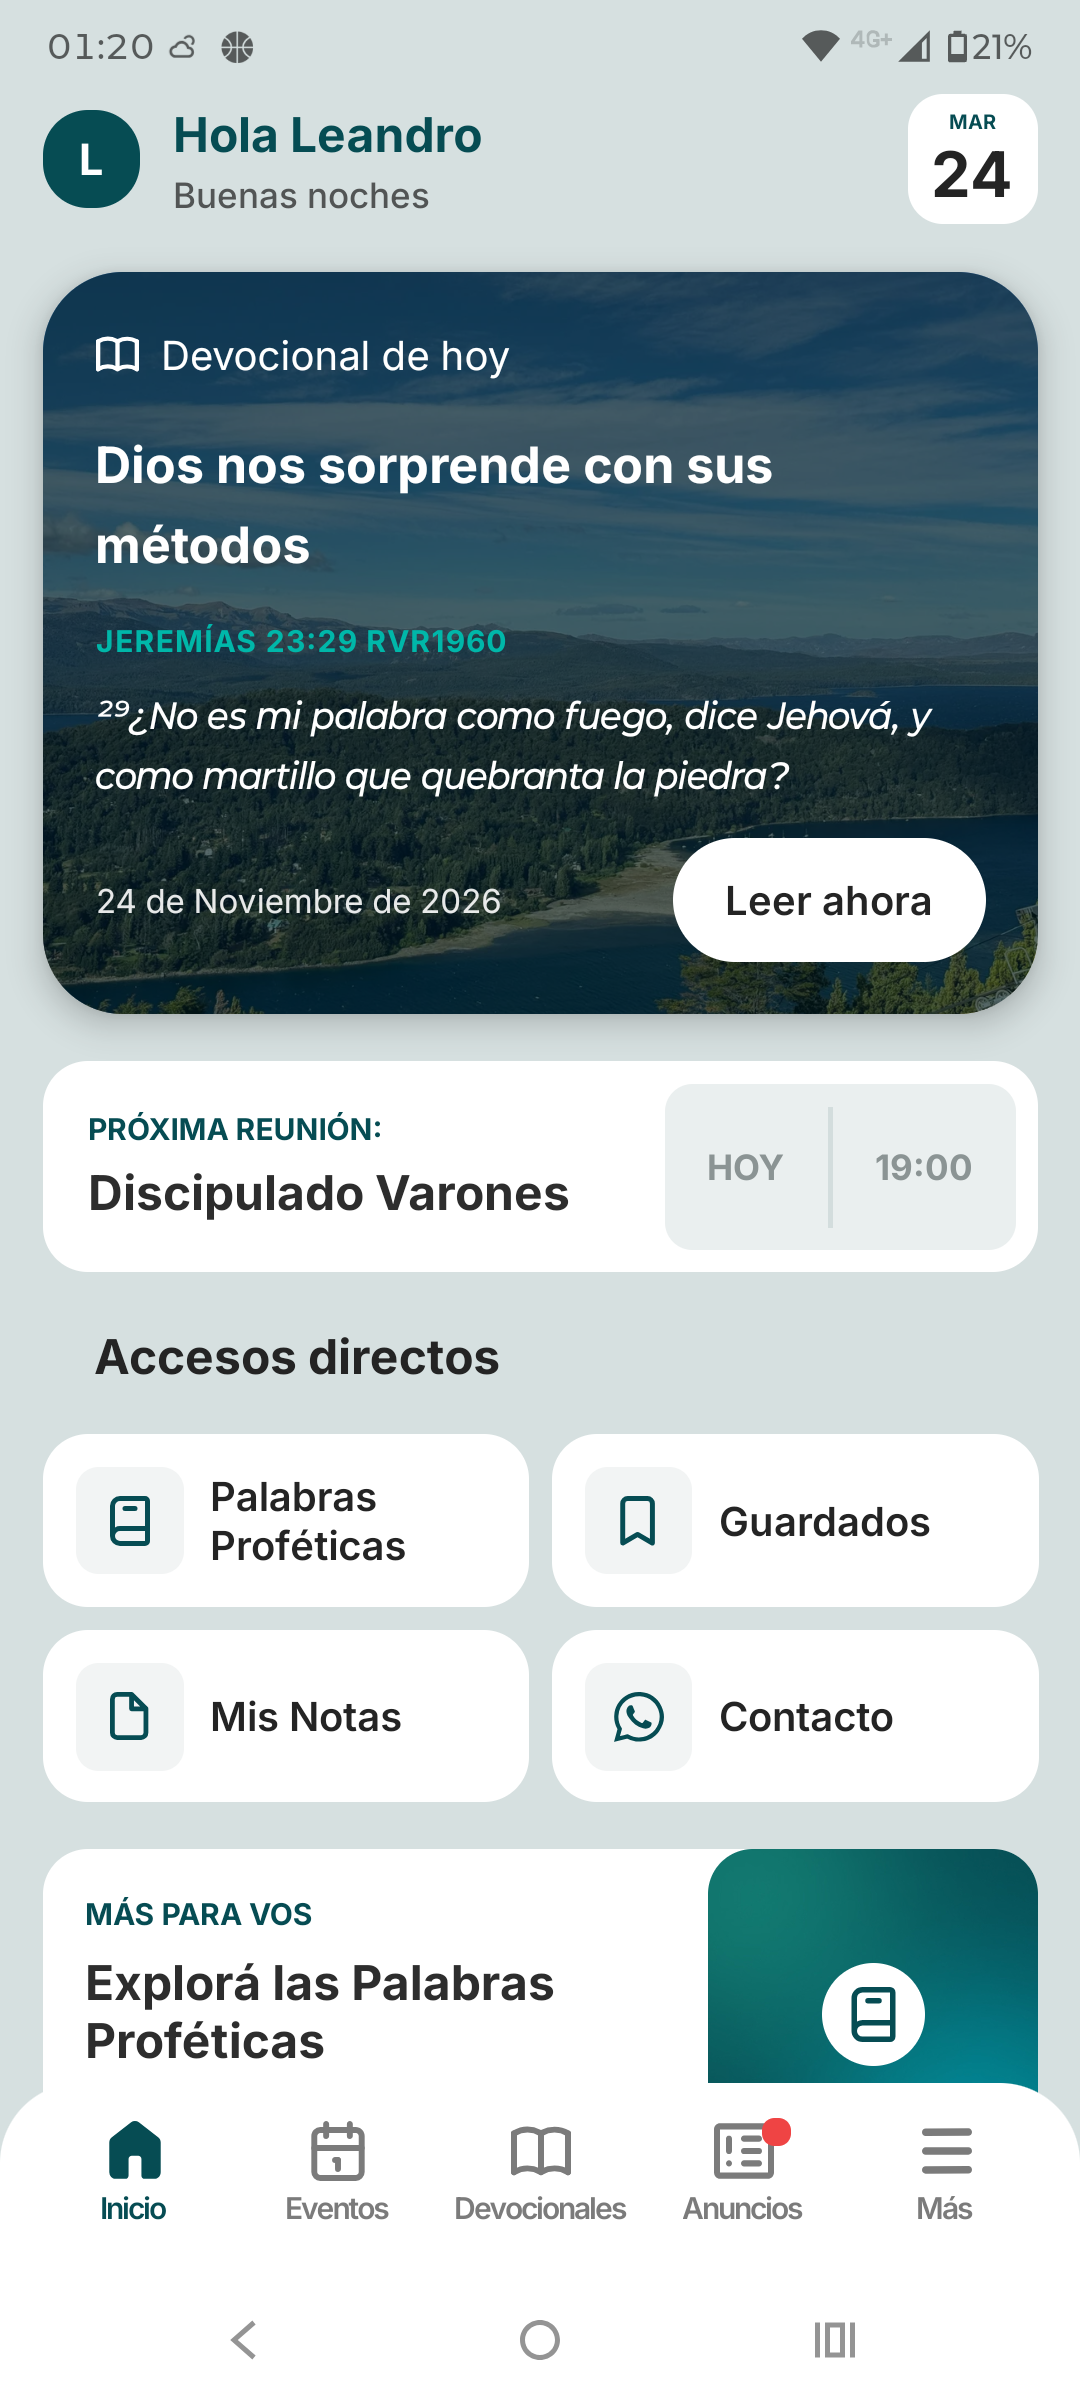 01:20
4G+
21%
L
Hola Leandro
Buenas noches
MAR
24
Devocional de hoy
Dios nos sorprende con sus
métodos
JEREMÍAS 23:29 RVR1960
²⁹¿No es mi palabra como fuego, dice Jehová, y
como martillo que quebranta la piedra?
24 de Noviembre de 2026
Leer ahora
PRÓXIMA REUNIÓN:
Discipulado Varones
HOY
19:00
Accesos directos
Palabras
Proféticas
Guardados
Mis Notas
Contacto
MÁS PARA VOS
Explorá las Palabras
Proféticas
Inicio
Eventos
Devocionales
Anuncios
Más